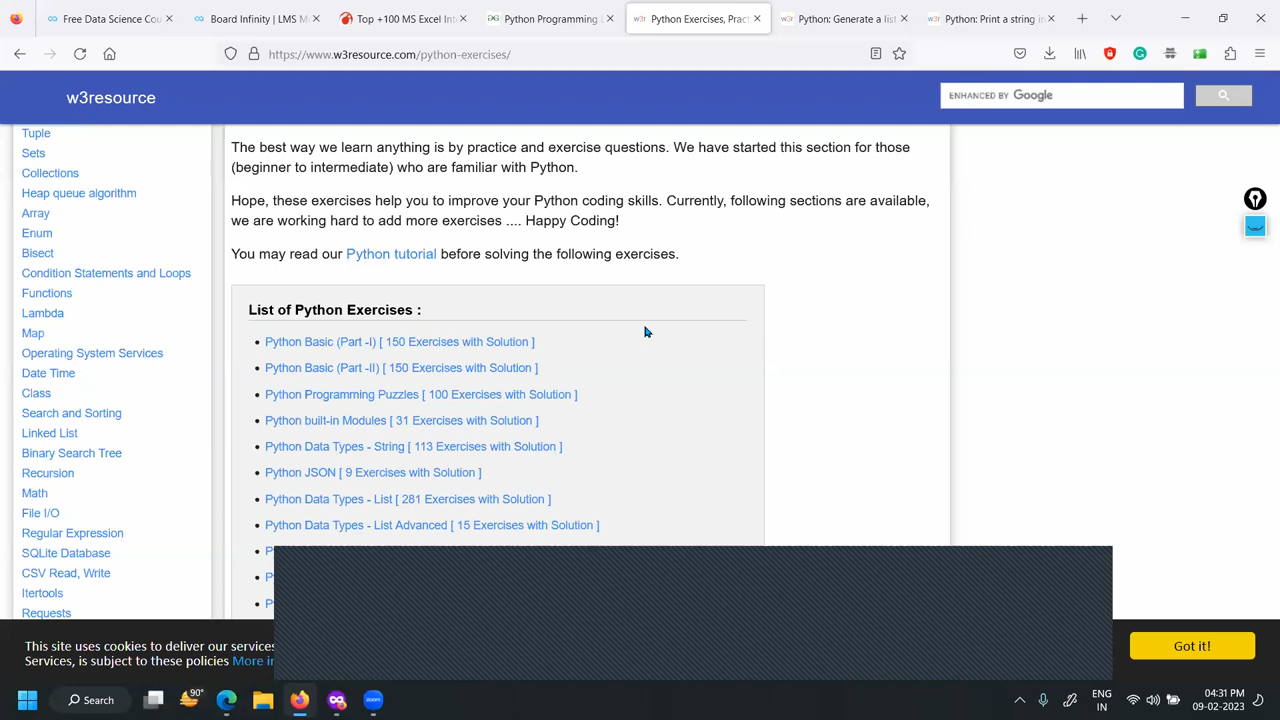 Free Data Science Cou
Board Infinity | LMS M
Top +100 MS Excel Inte
Python Programming L
Python Exercises, Pract
Python: Generate a list
Python: Print a string in
https://www.w3resource.com/python-exercises/
w3resource
ENHANCED BY Google
Tuple
Sets
Collections
Heap queue algorithm
Array
Enum
Bisect
Condition Statements and Loops
Functions
Lambda
Map
Operating System Services
Date Time
Class
Search and Sorting
Linked List
Binary Search Tree
Recursion
Math
File I/O
Regular Expression
SQLite Database
CSV Read, Write
Itertools
Requests
The best way we learn anything is by practice and exercise questions. We have started this section for those
(beginner to intermediate) who are familiar with Python.
Hope, these exercises help you to improve your Python coding skills. Currently, following sections are available,
we are working hard to add more exercises .... Happy Coding!
You may read our Python tutorial before solving the following exercises.
List of Python Exercises :
Python Basic (Part -I) [ 150 Exercises with Solution ]
Python Basic (Part -II) [ 150 Exercises with Solution ]
Python Programming Puzzles [ 100 Exercises with Solution ]
Python built-in Modules [ 31 Exercises with Solution ]
Python Data Types - String [ 113 Exercises with Solution ]
Python JSON [ 9 Exercises with Solution ]
Python Data Types - List [ 281 Exercises with Solution ]
Python Data Types - List Advanced [ 15 Exercises with Solution ]
This site uses cookies to deliver our services
Services, is subject to these policies More in
Got it!
90°
Search
zoom
ENG
IN
04:31 PM
09-02-2023